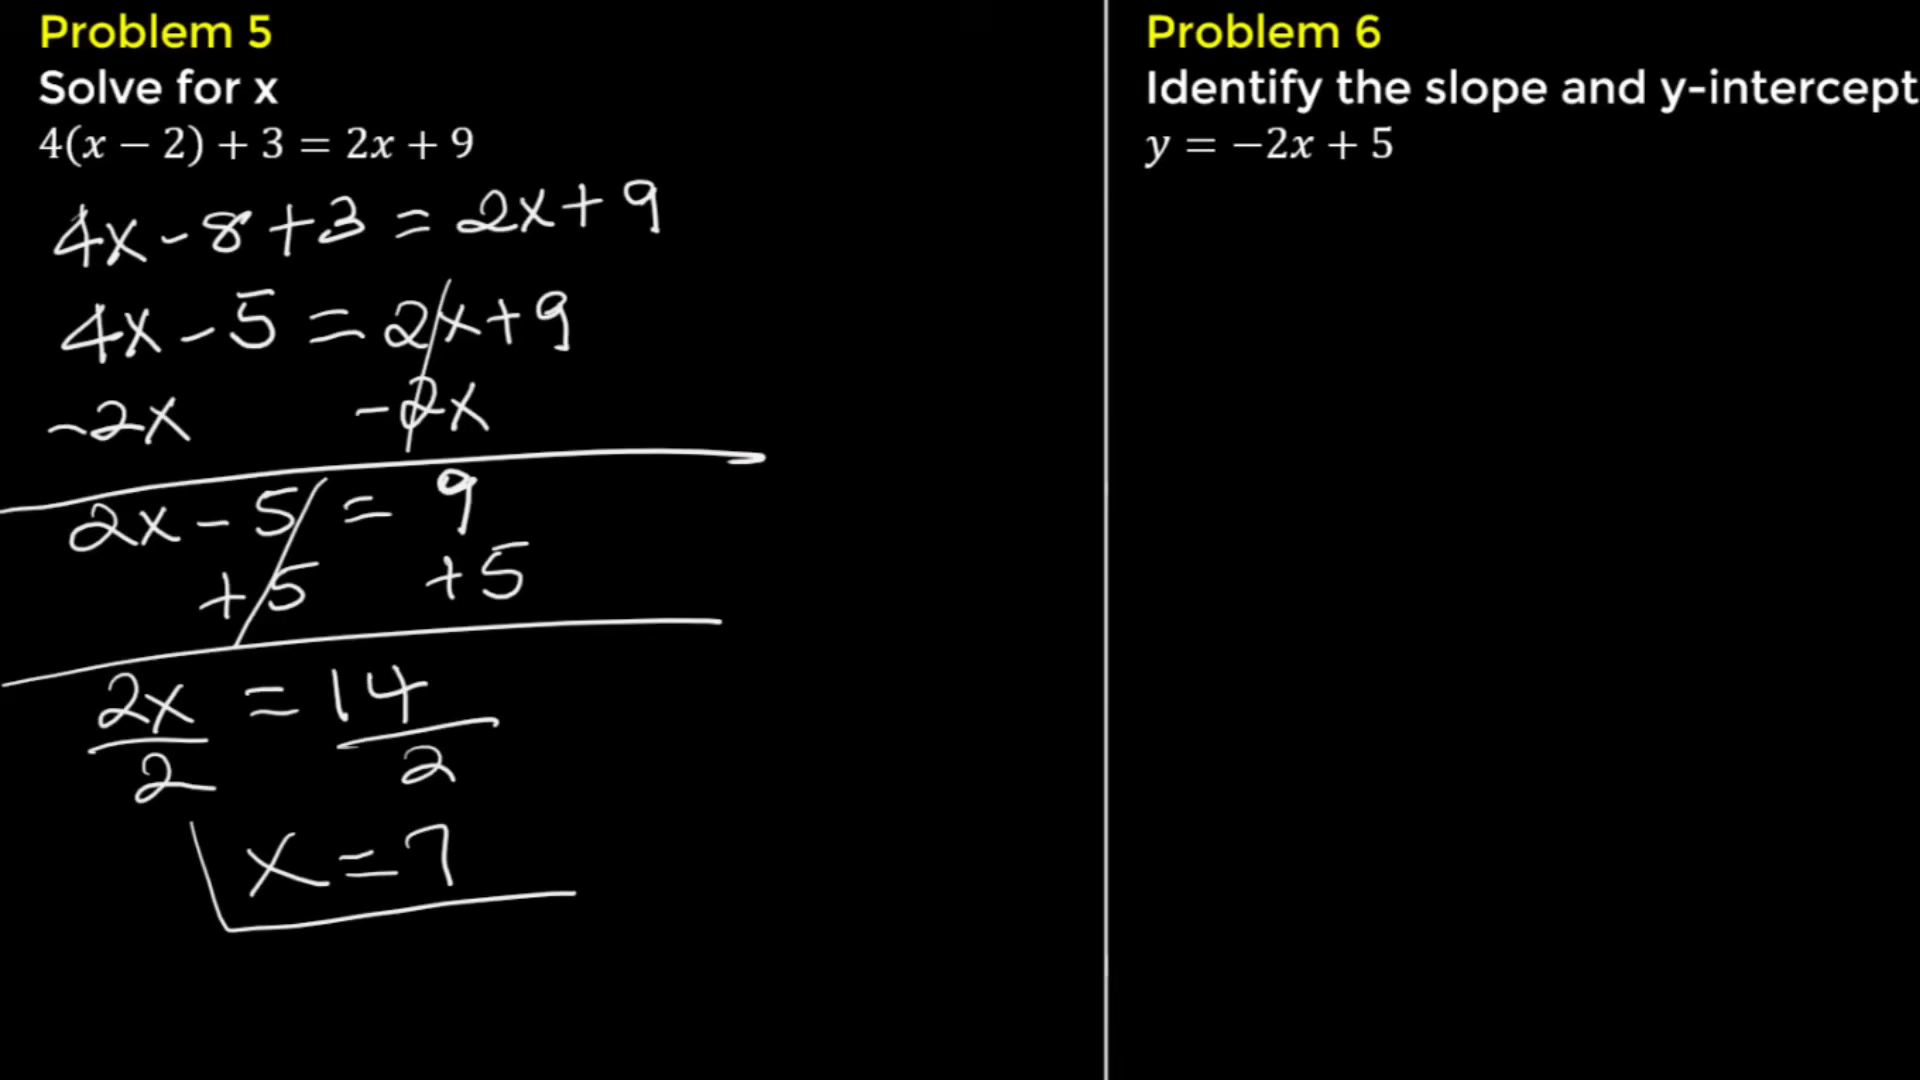 Problem 5
Solve for x
4(x − 2) + 3 = 2x + 9
4x - 8 + 3 = 2x + 9
4x - 5 = 2x + 9
-2x -2x
2x - 5 = 9
+5 +5
2x = 14
2 2
x = 7
Problem 6
Identify the slope and y-intercept
y = −2x + 5